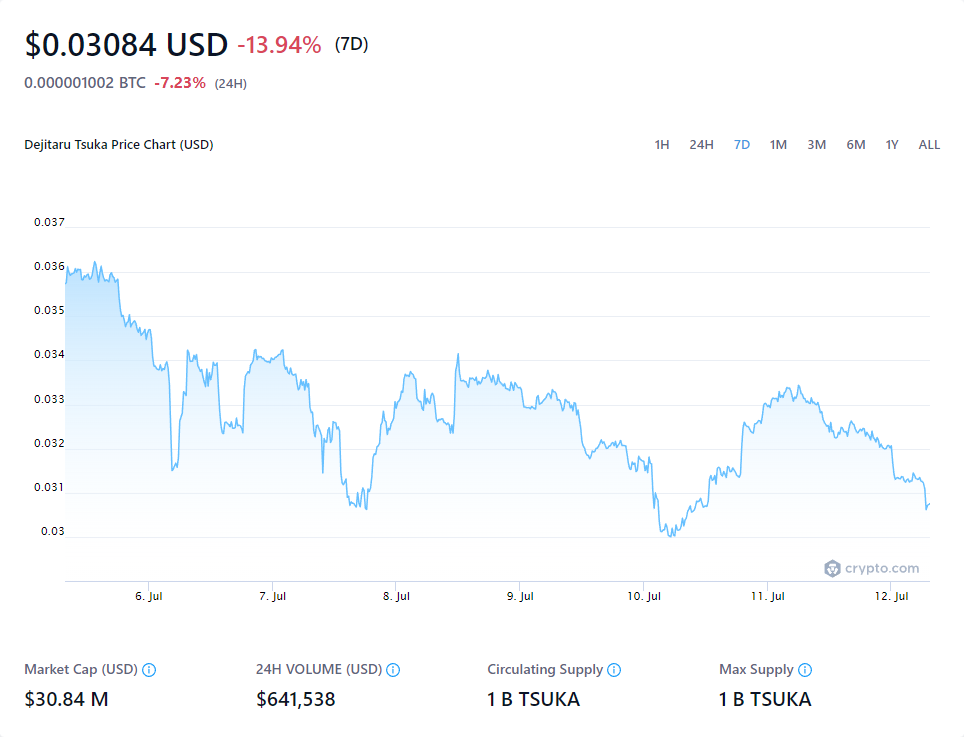 $0.03084 USD -13.94% (7D)
0.000001002 BTC -7.23% (24H)
Dejitaru Tsuka Price Chart (USD) 1H 24H 7D 1M 3M 6M 1Y ALL
0.037
0.036
0.035
0.034
0.033
0.032
0.031
0.03
crypto.com
6. Jul 7. Jul 8. Jul 9. Jul 10. Jul 11. Jul 12. Jul
Market Cap (USD) 24H VOLUME (USD) Circulating Supply Max Supply
$30.84 M $641,538 1 B TSUKA 1 B TSUKA